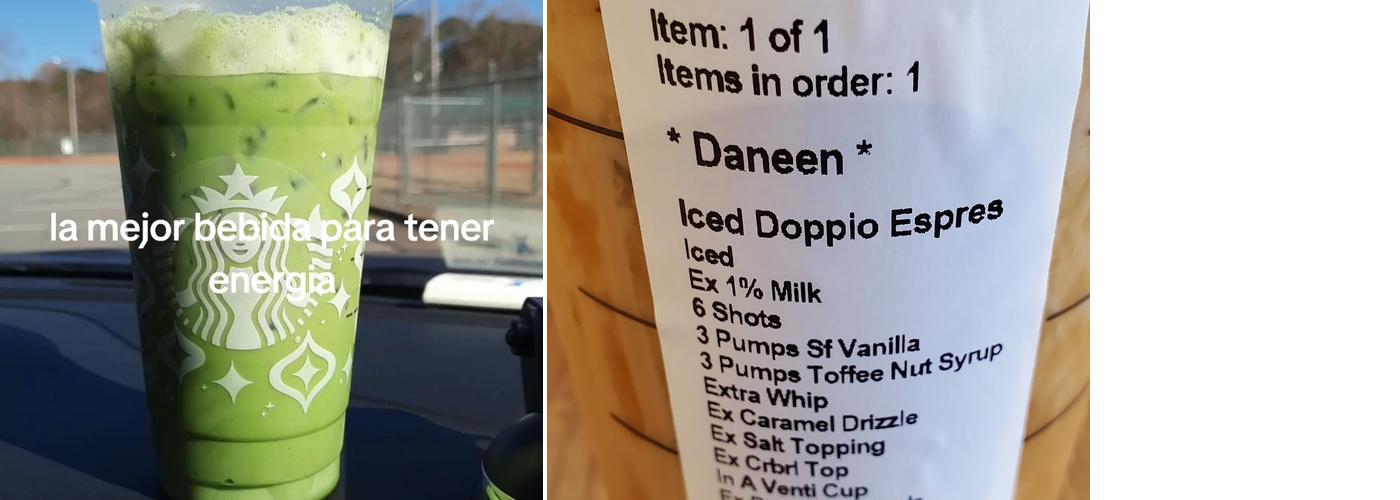 la mejor bebida para tener
energía
Item: 1 of 1
Items in order: 1
* Daneen *
Iced Doppio Espres
Iced
Ex 1% Milk
6 Shots
3 Pumps Sf Vanilla
3 Pumps Toffee Nut Syrup
Extra Whip
Ex Caramel Drizzle
Ex Salt Topping
Ex Crbrl Top
In A Venti Cup